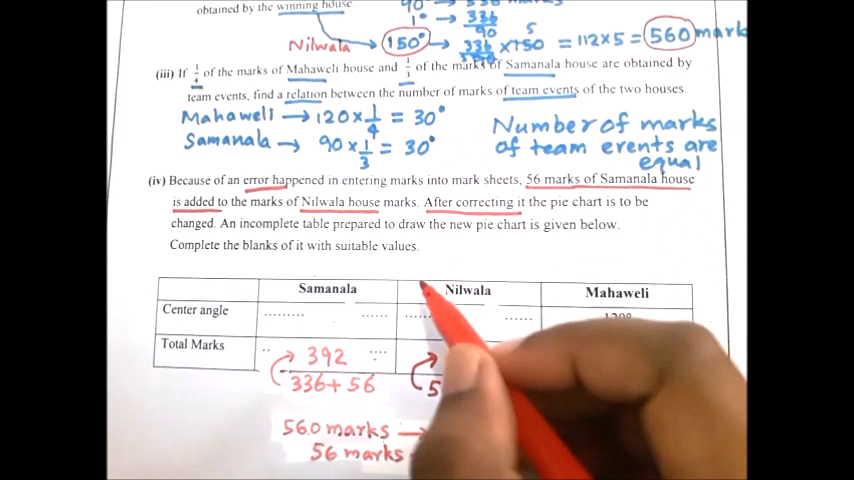 obtained by the winning house
90° → 336 marks
1° → 336/90
Nilwala → 150° → 336/90 × 150 5 = 112×5 = 560 mark
(iii) If 1/4 of the marks of Mahaweli house and 1/3 of the marks of Samanala house are obtained by
team events, find a relation between the number of marks of team events of the two houses.
Mahaweli → 120 × 1/4 = 30°
Samanala → 90 × 1/3 = 30°
Number of marks
of team events are
equal
(iv) Because of an error happened in entering marks into mark sheets, 56 marks of Samanala house
is added to the marks of Nilwala house marks. After correcting it the pie chart is to be
changed. An incomplete table prepared to draw the new pie chart is given below.
Complete the blanks of it with suitable values.
Samanala Nilwala Mahaweli
Center angle ......... ...... ...... ...... 120°
Total Marks .. 392 ....
336+56 5
560 marks →
56 marks